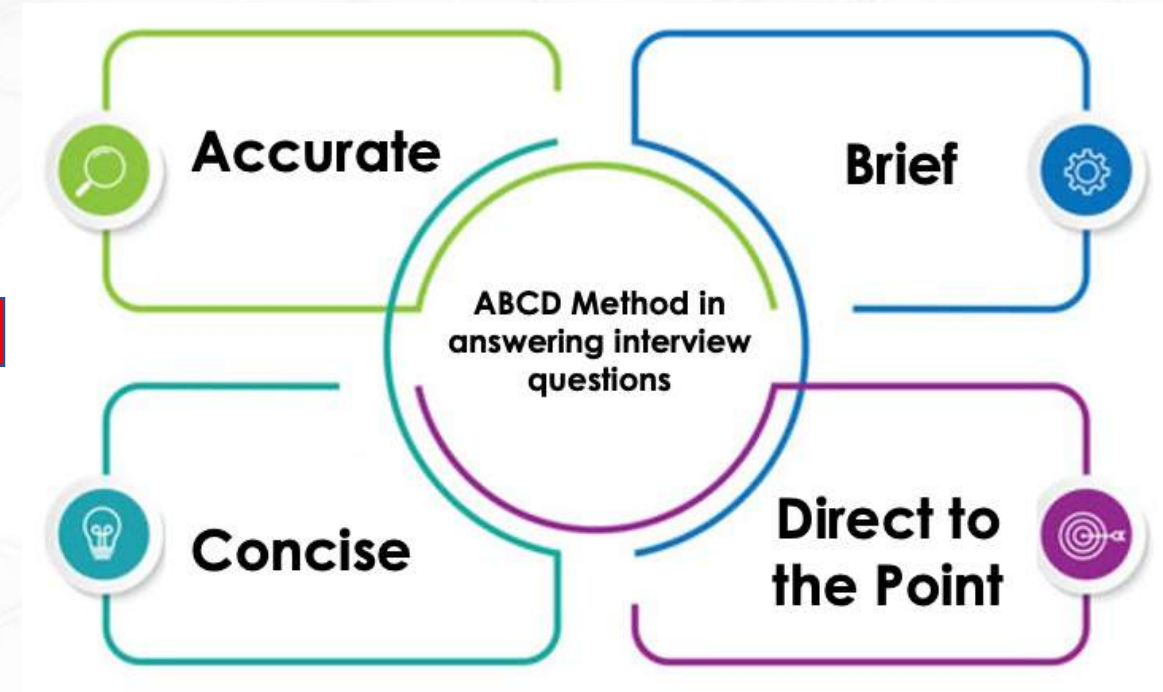 Accurate
Brief
ABCD Method in
answering interview
questions
Concise
Direct to
the Point